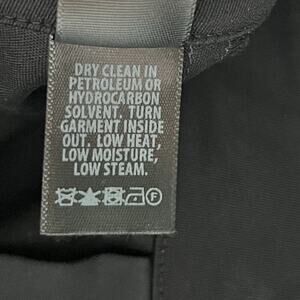 DRY CLEAN IN
PETROLEUM OR
HYDROCARBON
SOLVENT. TURN
GARMENT INSIDE
OUT. LOW HEAT,
LOW MOISTURE,
LOW STEAM.
F